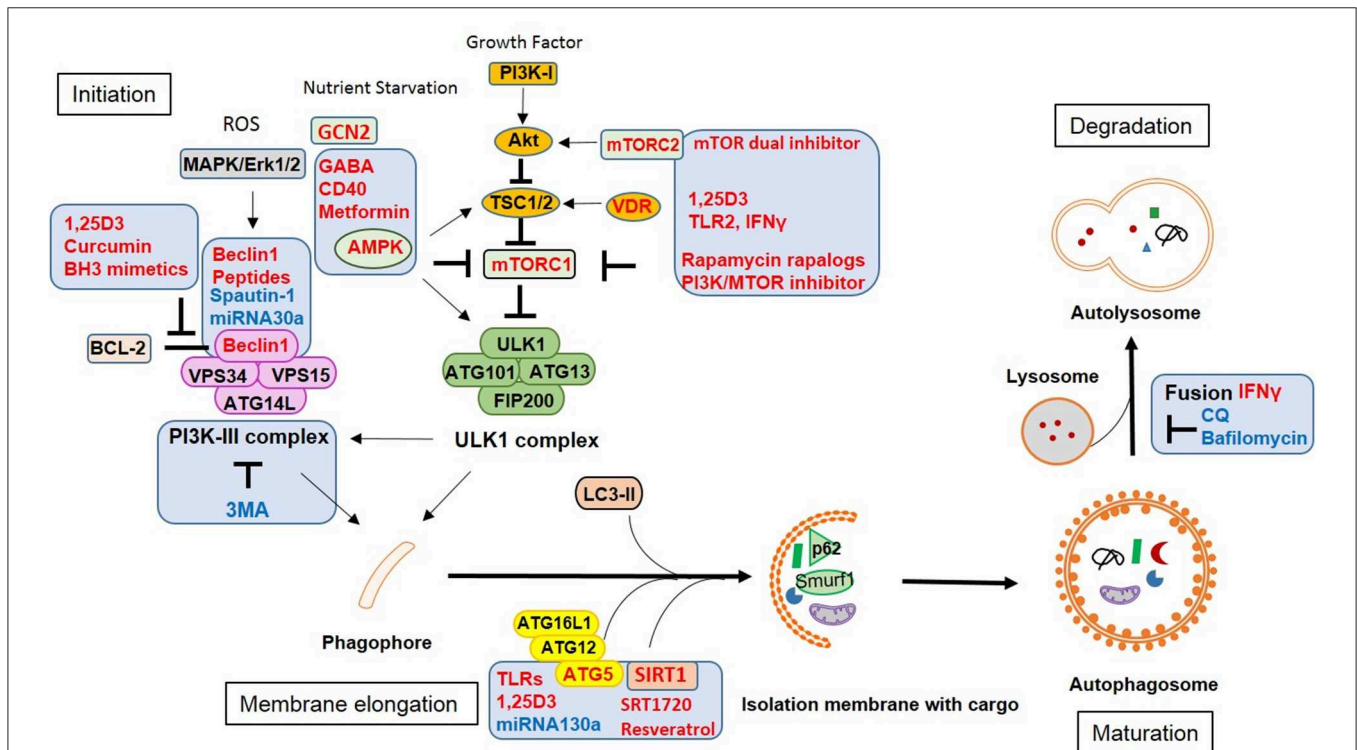 Growth Factor
PI3K-I
Initiation
Nutrient Starvation
ROS
GCN2
Akt
mTORC2
mTOR dual inhibitor
Degradation
MAPK/Erk1/2
GABA
CD40
Metformin
AMPK
TSC1/2
VDR
1,25D3
TLR2, IFNγ
mTORC1
Rapamycin rapalogs
PI3K/MTOR inhibitor
1,25D3
Curcumin
BH3 mimetics
Beclin1
Peptides
Spautin-1
miRNA30a
BCL-2
Beclin1
VPS34
VPS15
ATG14L
ULK1
ATG101
ATG13
FIP200
Autolysosome
Lysosome
Fusion IFNγ
CQ
Bafilomycin
PI3K-III complex
ULK1 complex
3MA
LC3-II
p62
Smurf1
Phagophore
ATG16L1
ATG12
ATG5
SIRT1
TLRs
1,25D3
miRNA130a
SRT1720
Resveratrol
Membrane elongation
Isolation membrane with cargo
Autophagosome
Maturation